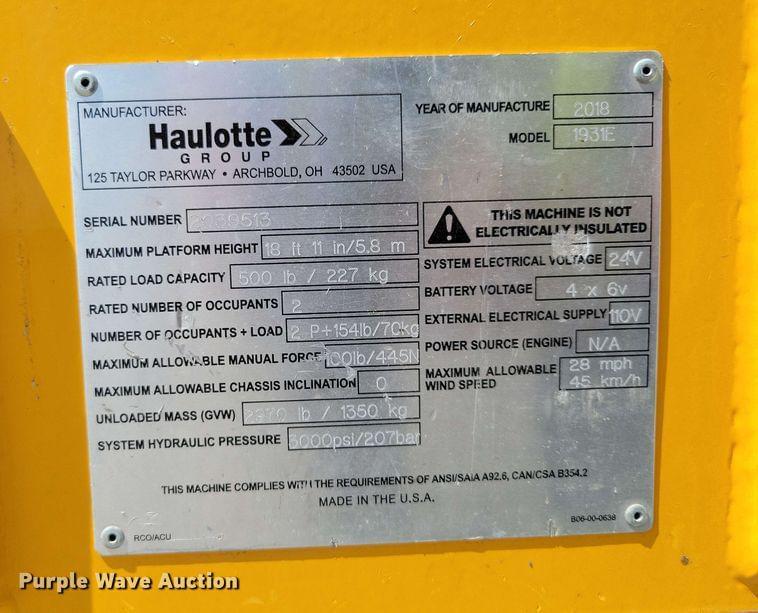 MANUFACTURER:
Haulotte
GROUP
125 TAYLOR PARKWAY • ARCHBOLD, OH 43502 USA
YEAR OF MANUFACTURE 2018
MODEL 1931E
SERIAL NUMBER 2039513
MAXIMUM PLATFORM HEIGHT 18 ft 11 in/5.8 m
RATED LOAD CAPACITY 500 lb / 227 kg
RATED NUMBER OF OCCUPANTS 2
NUMBER OF OCCUPANTS + LOAD 2 P+154lb/70kg
MAXIMUM ALLOWABLE MANUAL FORCE 100lb/445N
MAXIMUM ALLOWABLE CHASSIS INCLINATION 0
UNLOADED MASS (GVW) lb / 1350 kg
SYSTEM HYDRAULIC PRESSURE 3000psi/207bar
THIS MACHINE IS NOT
ELECTRICALLY INSULATED
SYSTEM ELECTRICAL VOLTAGE 24V
BATTERY VOLTAGE 4 x 6v
EXTERNAL ELECTRICAL SUPPLY 110V
POWER SOURCE (ENGINE) N/A
MAXIMUM ALLOWABLE 28 mph
WIND SPEED 45 km/h
THIS MACHINE COMPLIES WITH THE REQUIREMENTS OF ANSI/SAIA A92.6, CAN/CSA B354.2
MADE IN THE U.S.A.
B06-00-0638
RCO/ACU
Purple Wave Auction